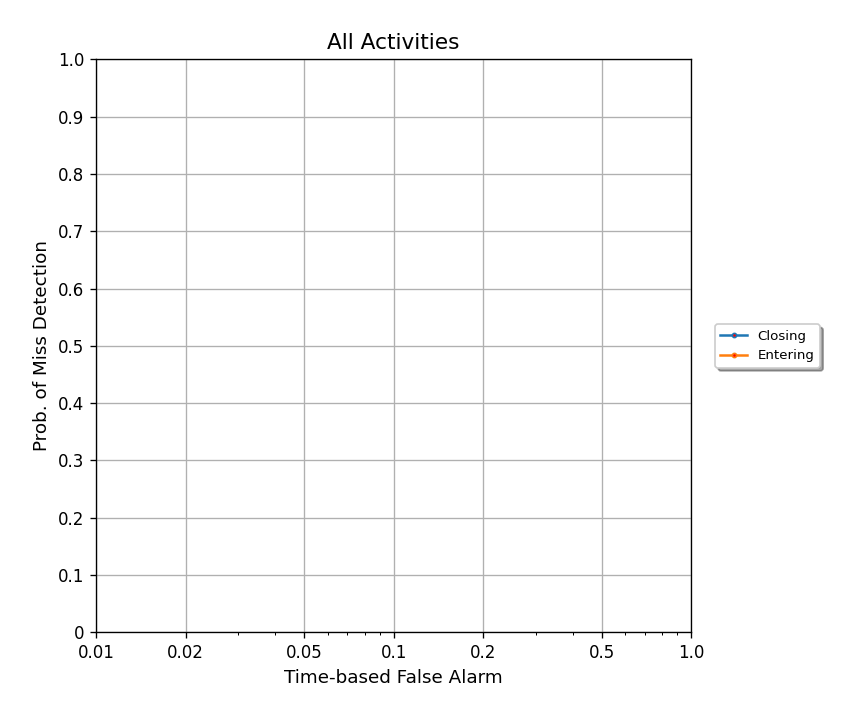 All Activities
Prob. of Miss Detection
1.0
0.9
0.8
0.7
0.6
0.5
0.4
0.3
0.2
0.1
0
0.01 0.02 0.05 0.1 0.2 0.5 1.0
Time-based False Alarm
Closing
Entering